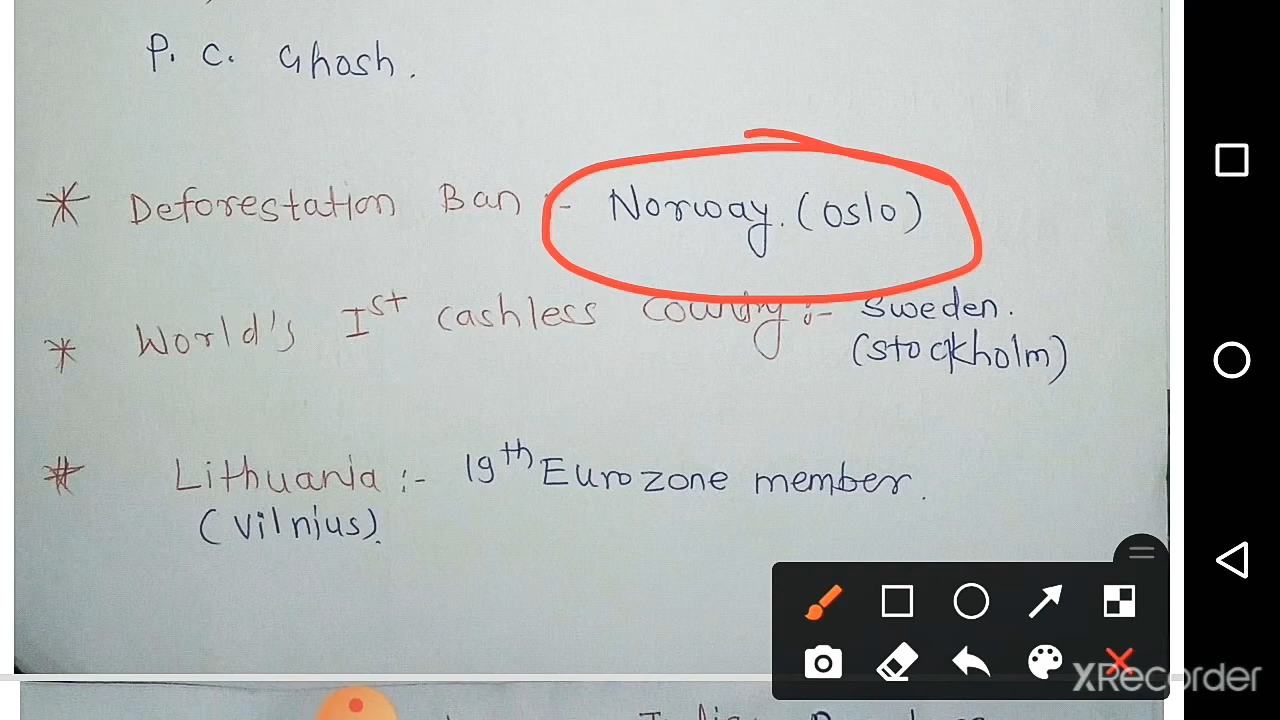 P. C. Ghosh.
* Deforestation Ban :- Norway. (Oslo)
* World's Ist cashless country :- Sweden.
(Stockholm)
* Lithuania :- 19th Eurozone member.
(Vilnius).
XRecorder